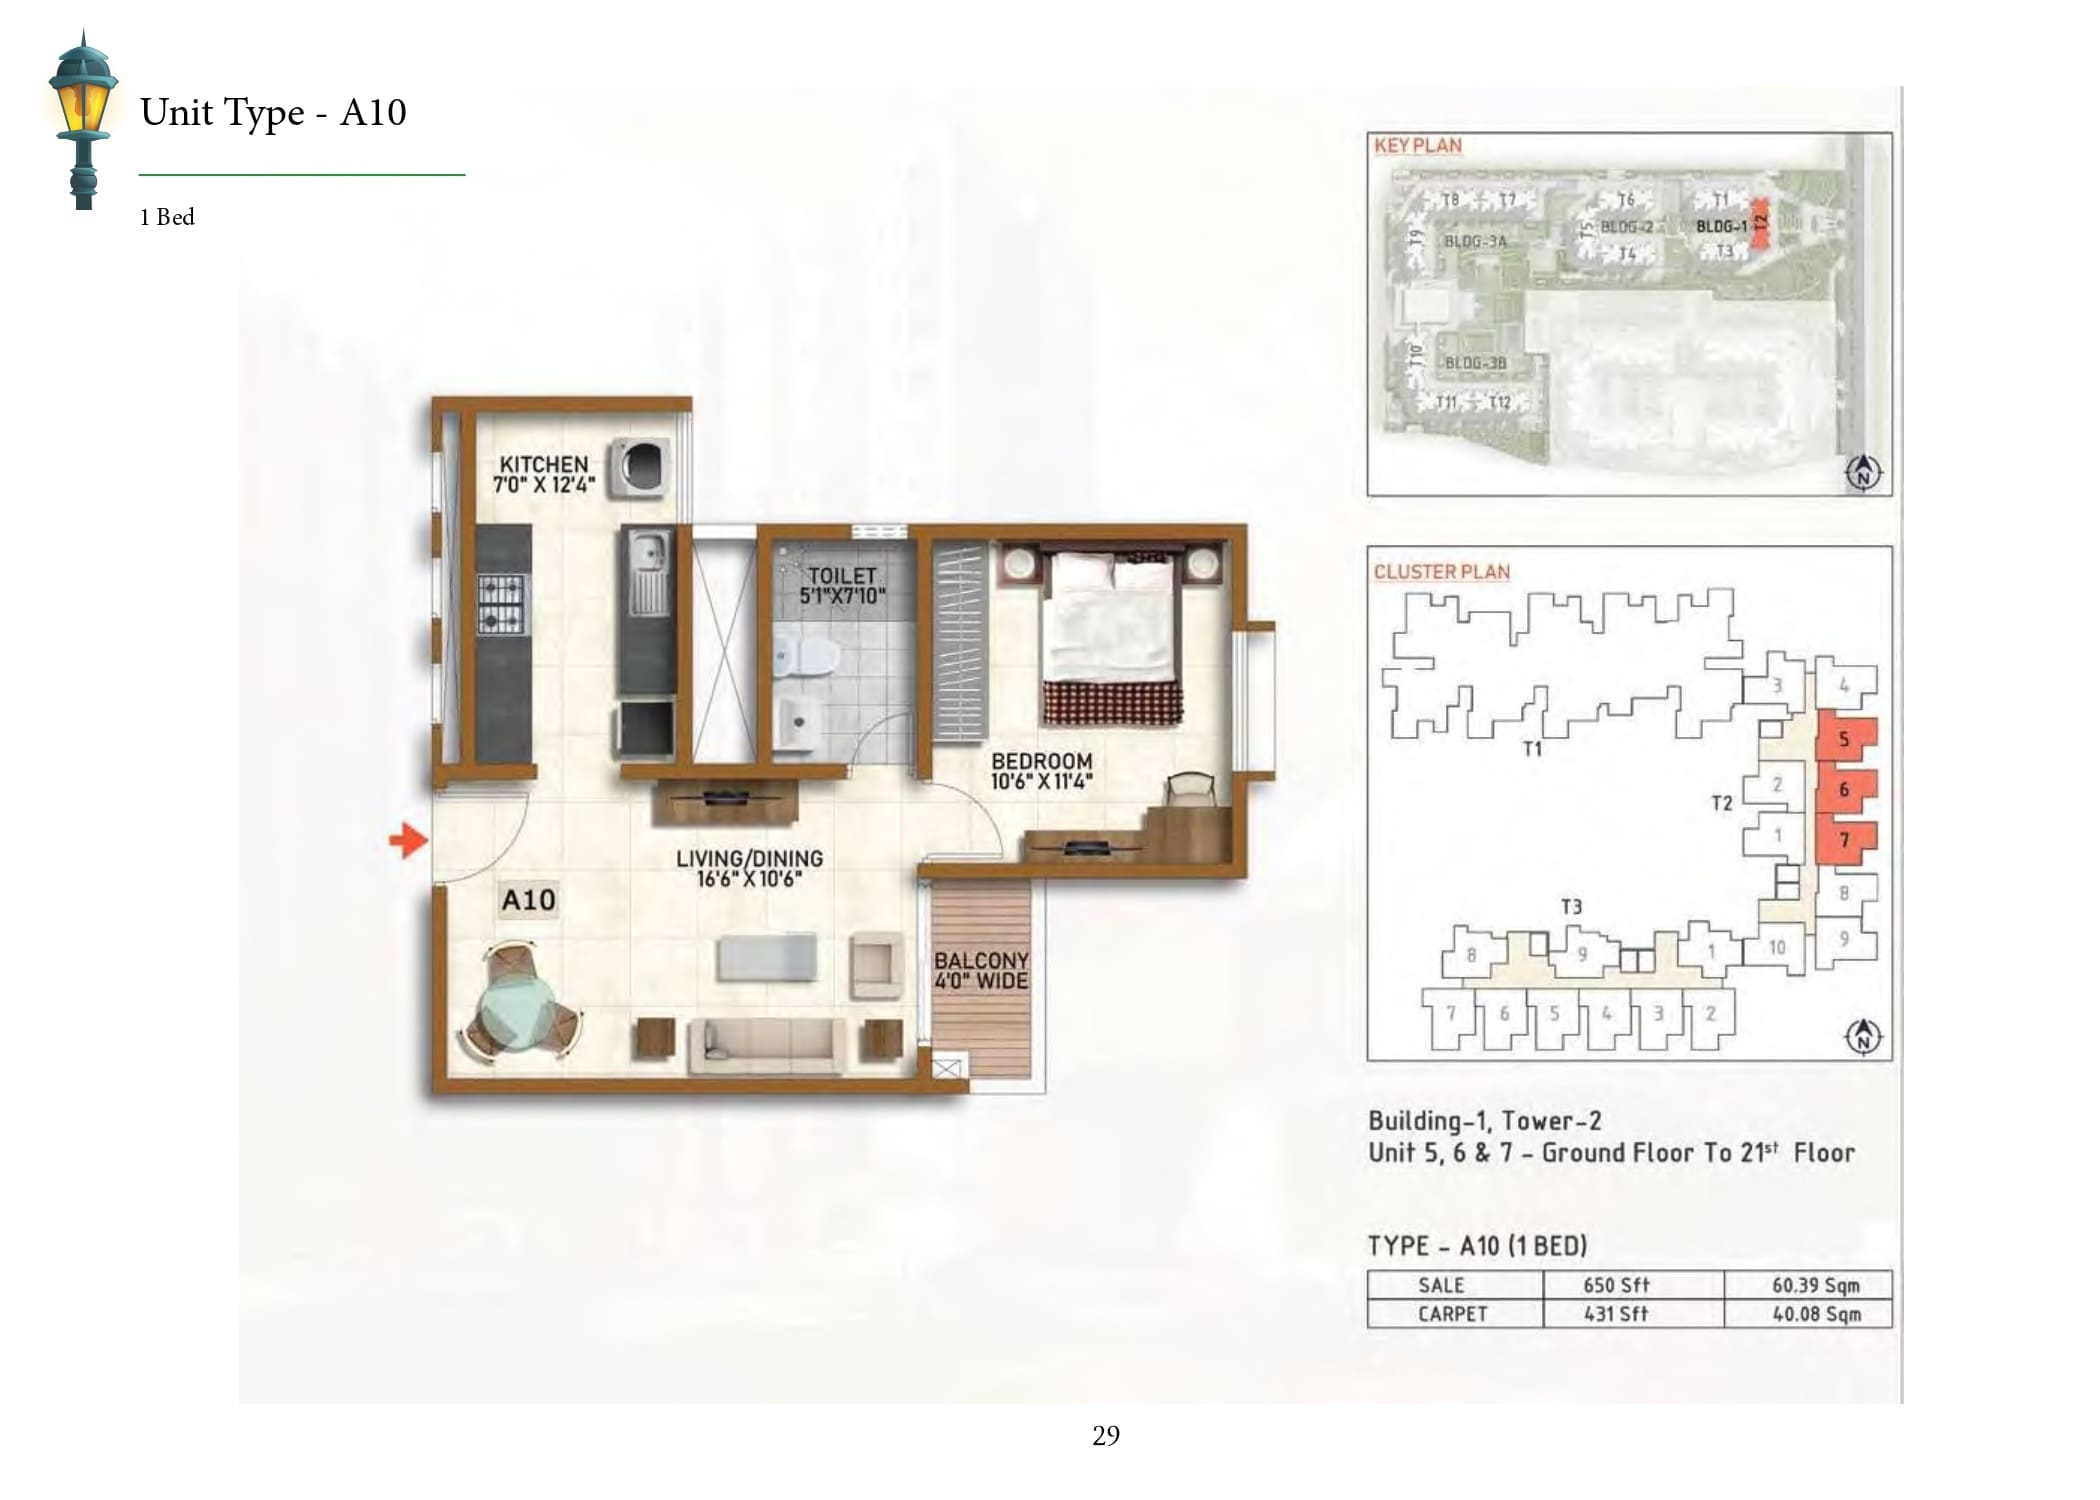 Unit Type - A10
1 Bed
KITCHEN
7'0" X 12'4"
TOILET
5'1"X7'10"
BEDROOM
10'6" X 11'4"
LIVING/DINING
16'6" X 10'6"
A10
BALCONY
4'0" WIDE
KEY PLAN
T8 T7 T6 T1
T9 BLDG-3A T5 BLDG-2 BLDG-1 T2
T4 T3
T10 BLDG-3B
T11 T12
N
CLUSTER PLAN
3 4
T1 5
2 6
T2
1 7
8
T3
8 9 1 10 9
7 6 5 4 3 2
N
Building-1, Tower-2
Unit 5, 6 & 7 - Ground Floor To 21st Floor
TYPE - A10 (1 BED)
SALE 650 Sft 60.39 Sqm
CARPET 431 Sft 40.08 Sqm
29